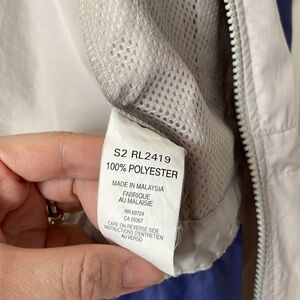 S2 RL2419
100% POLYESTER
MADE IN MALAYSIA
FABRIQUE
AU MALAISIE
RN 69724
CA 05367
CARE ON REVERSE SIDE
INSTRUCTIONS D'ENTRETIEN
AU VERSO